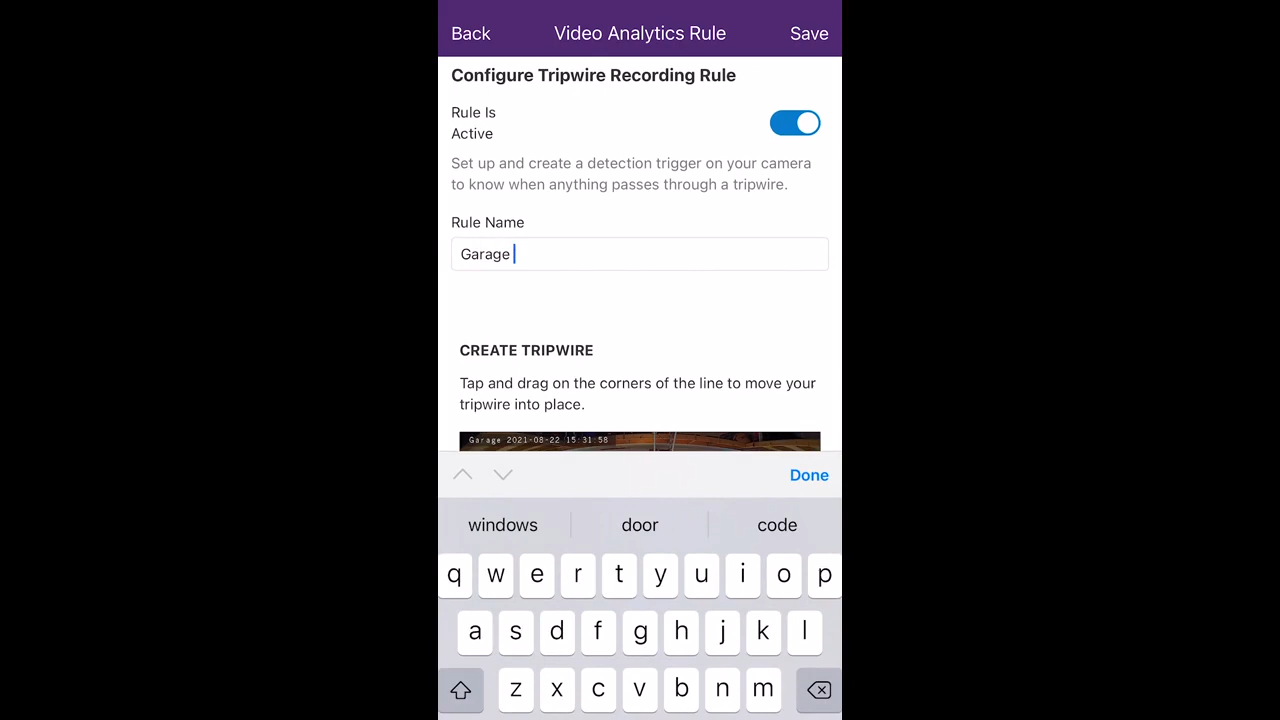 Back Video Analytics Rule Save
Configure Tripwire Recording Rule
Rule Is
Active
Set up and create a detection trigger on your camera
to know when anything passes through a tripwire.
Rule Name
Garage
CREATE TRIPWIRE
Tap and drag on the corners of the line to move your
tripwire into place.
Garage 2021-08-22 15:31:58
Done
windows door code
q w e r t y u i o p
a s d f g h j k l
z x c v b n m